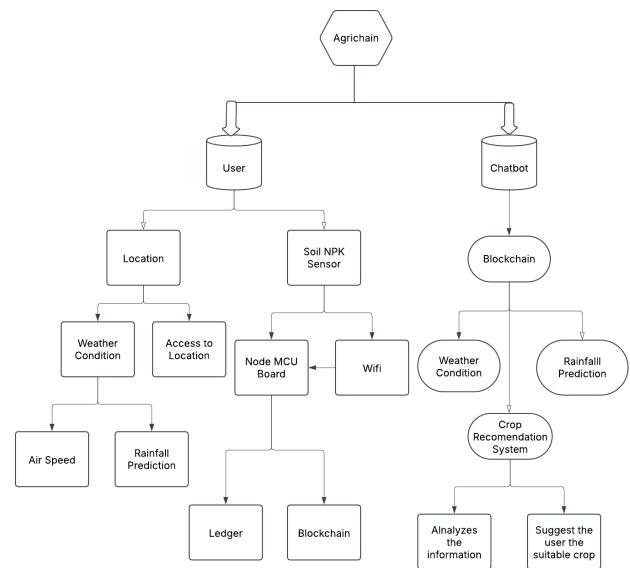 Agrichain
User
Chatbot
Location
Soil NPK
Sensor
Blockchain
Weather
Condition
Access to
Location
Node MCU
Board
Wifi
Weather
Condition
Rainfalll
Prediction
Crop
Recomendation
System
Air Speed
Rainfall
Prediction
Ledger
Blockchain
Alnalyzes
the
information
Suggest the
user the
suitable crop